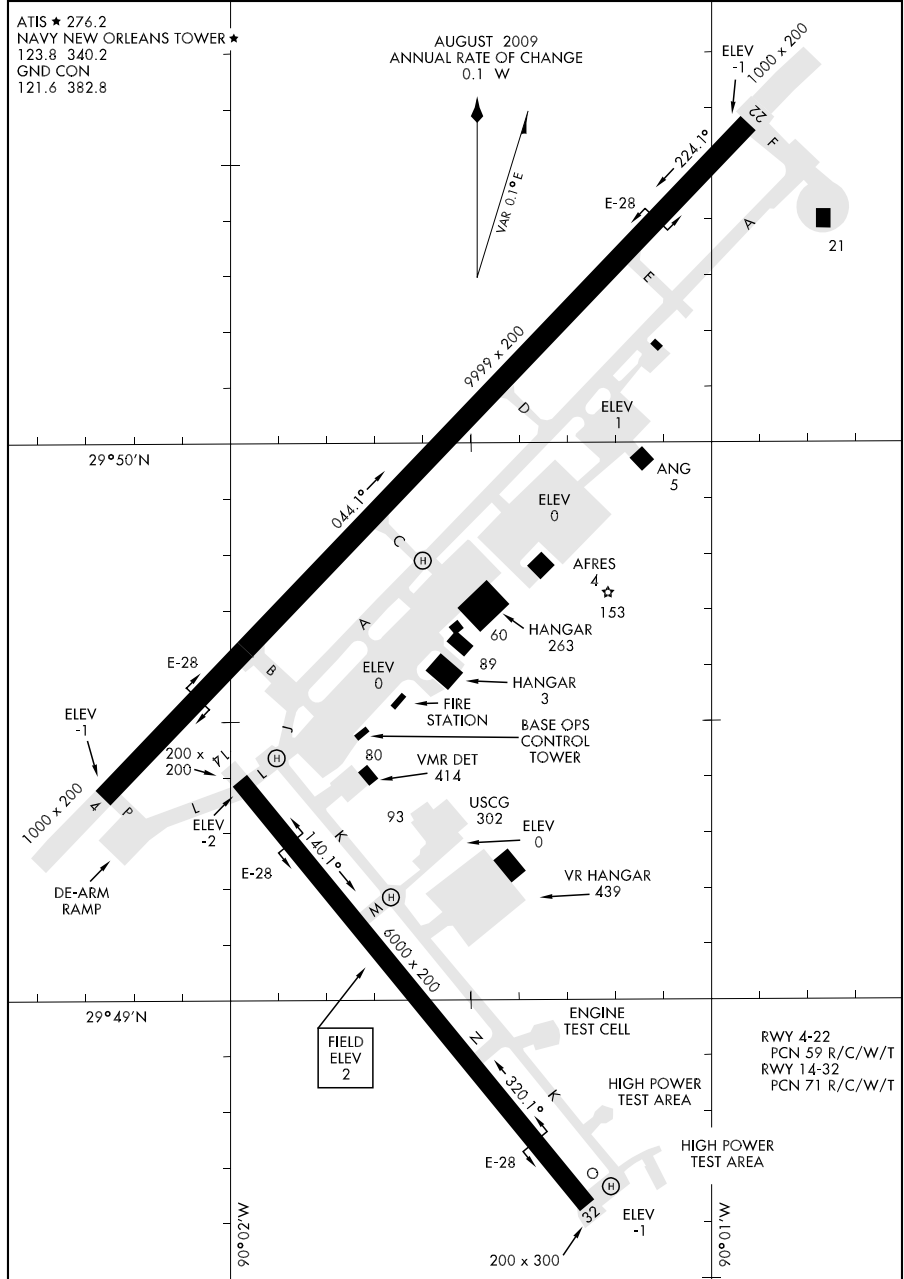 ATIS ★ 276.2
NAVY NEW ORLEANS TOWER ★
123.8 340.2
GND CON
121.6 382.8
AUGUST 2009
ANNUAL RATE OF CHANGE
0.1 W
VAR 0.1° E
ELEV
-1
1000 x 200
22
F
224.1°
E-28
A
21
E
9999 x 200
D
ELEV
1
29°50'N
ANG
5
044.1°
ELEV
0
C
H
AFRES
4
153
A
60
HANGAR
263
E-28
B
ELEV
0
89
HANGAR
3
FIRE
STATION
ELEV
-1
J
BASE OPS
CONTROL
TOWER
14
200 x
200
H
I
80
VMR DET
414
1000 x 200
4
P
L
ELEV
-2
93
USCG
302
K
ELEV
0
140.1°
E-28
DE-ARM
RAMP
VR HANGAR
439
H
M
6000 x 200
29°49'N
ENGINE
TEST CELL
RWY 4-22
PCN 59 R/C/W/T
RWY 14-32
PCN 71 R/C/W/T
FIELD
ELEV
2
N
320.1°
K
HIGH POWER
TEST AREA
HIGH POWER
TEST AREA
E-28
O
H
32
ELEV
-1
90°02'W
90°01'W
200 x 300